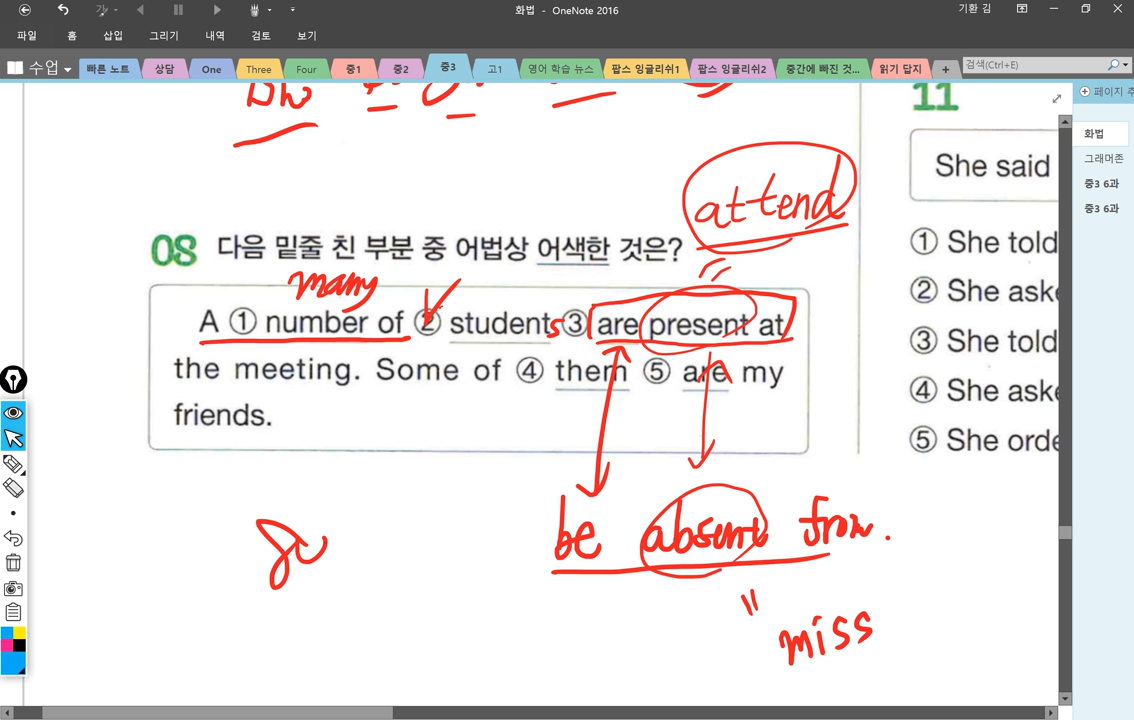 화법 - OneNote 2016
기환 김
파일 홈 삽입 그리기 내역 검토 보기
수업 빠른 노트 상담 One Three Four 중1 중2 중3 고1 영어 학습 뉴스 팝스 잉글리쉬1 팝스 잉글리쉬2 중간에 빠진 것... 읽기 답지 + 검색(Ctrl+E)
페이지 추
화법
그래머존
중3 6과
중3 6과
attend
08 다음 밑줄 친 부분 중 어법상 어색한 것은?
many
A ① number of ② students ③ are present at
the meeting. Some of ④ them ⑤ are my
friends.
be absent from.
"
miss
11
She said
① She told
② She aske
③ She told
④ She aske
⑤ She orde